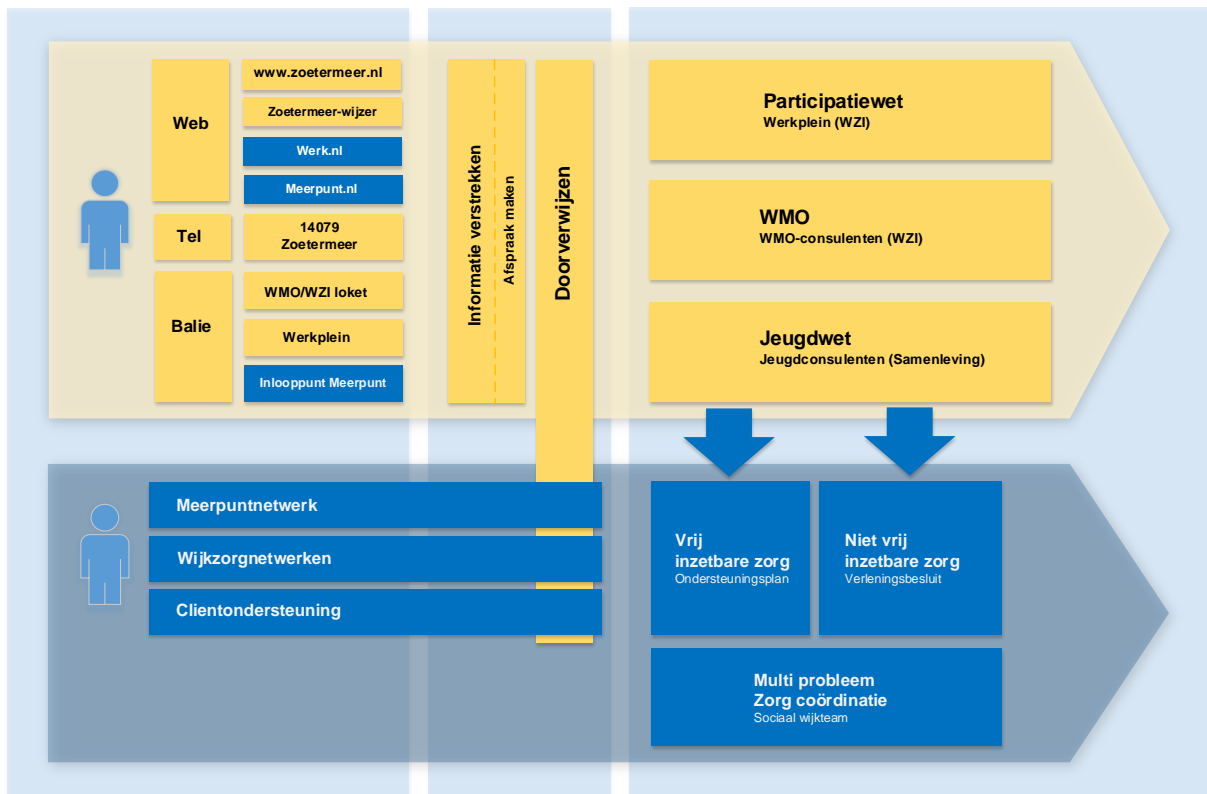 Web
www.zoetermeer.nl
Zoetermeer-wijzer
Werk.nl
Meerpunt.nl
Tel
14079
Zoetermeer
Balie
WMO/WZI loket
Werkplein
Inlooppunt Meerpunt
Informatie verstrekken
Afspraak maken
Doorverwijzen
Participatiewet
Werkplein (WZI)
WMO
WMO-consulenten (WZI)
Jeugdwet
Jeugdconsulenten (Samenleving)
Meerpuntnetwerk
Wijkzorgnetwerken
Clientondersteuning
Vrij
inzetbare zorg
Ondersteuningsplan
Niet vrij
inzetbare zorg
Verleningsbesluit
Multi probleem
Zorg coördinatie
Sociaal wijkteam